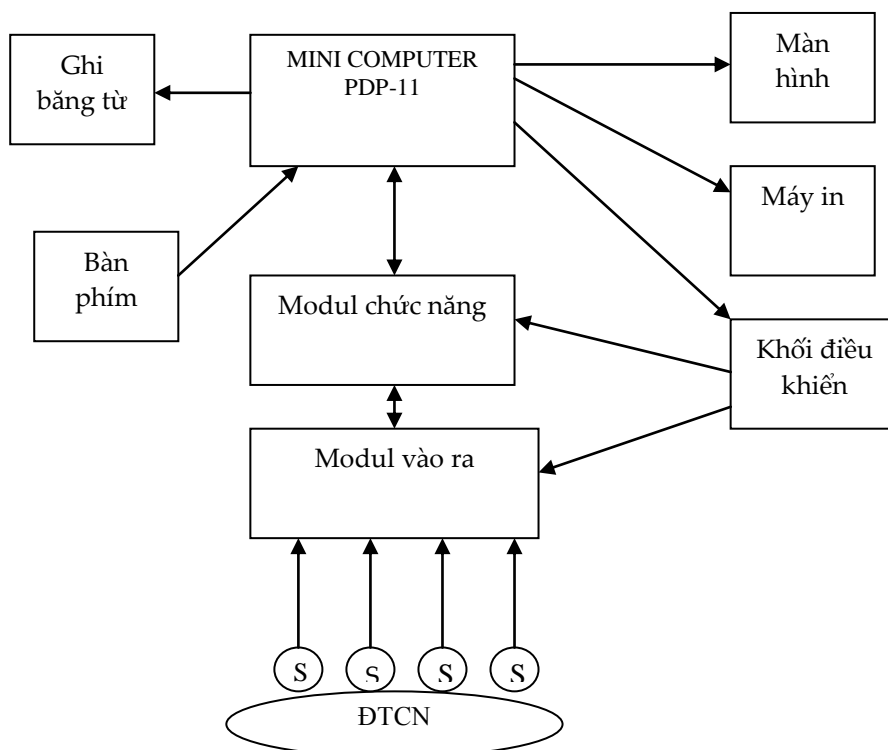 Ghi
băng từ
MINI COMPUTER
PDP-11
Màn
hình
Máy in
Bàn
phím
Modul chức năng
Khối điều
khiển
Modul vào ra
S
S
S
S
ĐTCN